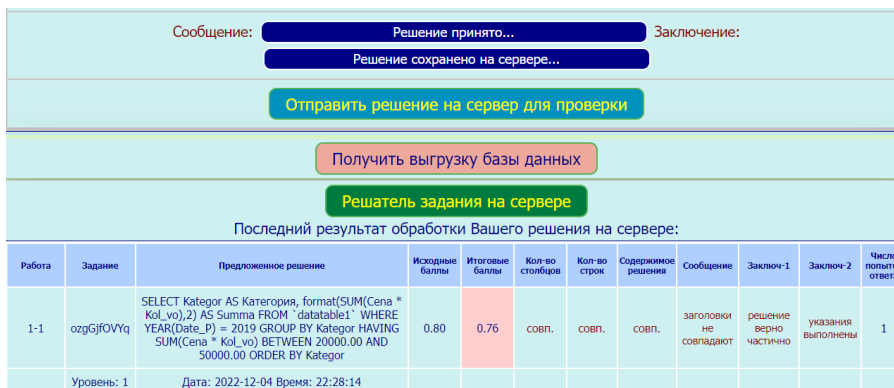 Сообщение: Решение принято... Заключение:
Решение сохранено на сервере...
Отправить решение на сервер для проверки
Получить выгрузку базы данных
Решатель задания на сервере
Последний результат обработки Вашего решения на сервере:
Работа Задание Предложенное решение Исходные баллы Итоговые баллы Кол-во столбцов Кол-во строк Содержимое решения Сообщение Заключ-1 Заключ-2 Число попыто ответа
1-1 ozgGjfOVYq SELECT Kategor AS Категория, format(SUM(Cena *
Kol_vo),2) AS Summa FROM `datatable1` WHERE
YEAR(Date_P) = 2019 GROUP BY Kategor HAVING
SUM(Cena * Kol_vo) BETWEEN 20000.00 AND
50000.00 ORDER BY Kategor
0.80 0.76 совп. совп. совп. заголовки не совпадают решение верно частично указания выполнены 1
Уровень: 1 Дата: 2022-12-04 Время: 22:28:14